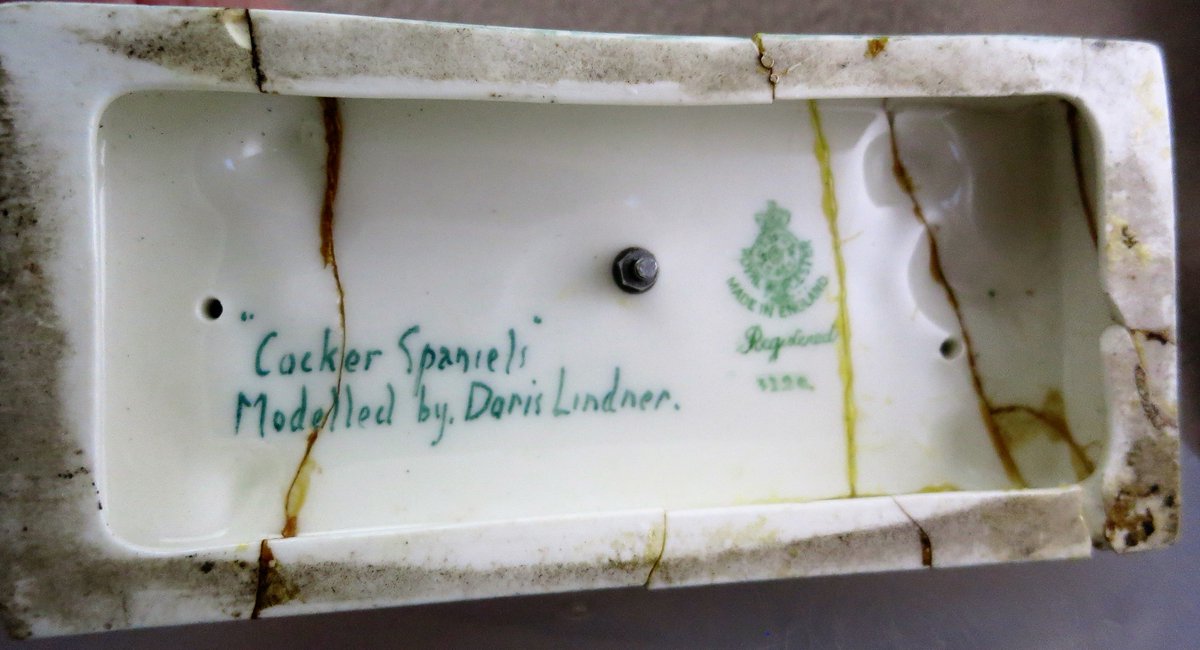 "Cocker Spaniels"
Modelled by. Doris Lindner.
MADE IN ENGLAND
Registered